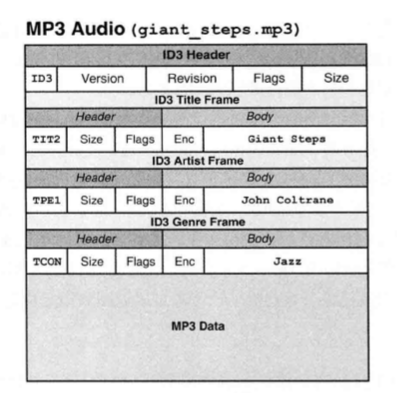 MP3 Audio (giant_steps.mp3)
ID3 Header
ID3 Version Revision Flags Size
ID3 Title Frame
Header Body
TIT2 Size Flags Enc Giant Steps
ID3 Artist Frame
Header Body
TPE1 Size Flags Enc John Coltrane
ID3 Genre Frame
Header Body
TCON Size Flags Enc Jazz
MP3 Data